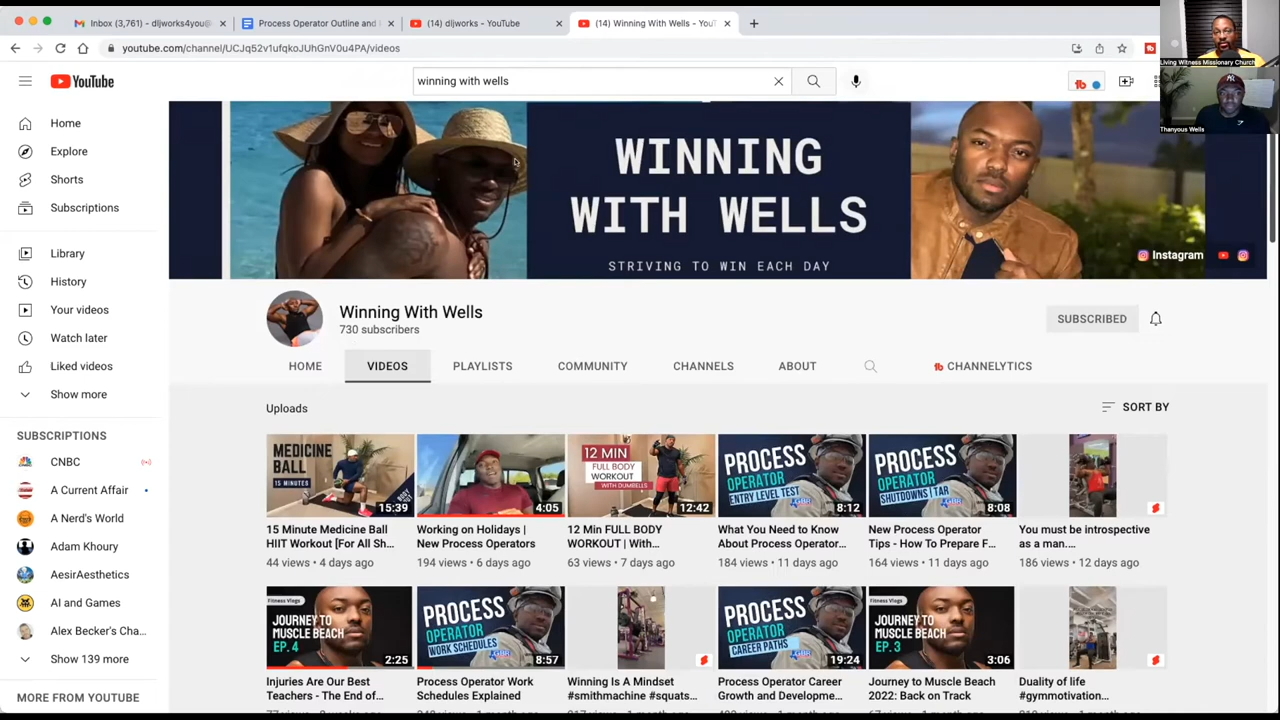 Inbox (3,761) - dljworks4you@
Process Operator Outline and
(14) dljworks - YouTube
(14) Winning With Wells - YouT
youtube.com/channel/UCJq52v1ufqkoJUhGnV0u4PA/videos
Living Witness Missionary Church
Thanyous Wells
YouTube
winning with wells
Home
Explore
Shorts
Subscriptions
Library
History
Your videos
Watch later
Liked videos
Show more
SUBSCRIPTIONS
CNBC
A Current Affair
A Nerd's World
Adam Khoury
AesirAesthetics
AI and Games
Alex Becker's Cha...
Show 139 more
MORE FROM YOUTUBE
WINNING
WITH WELLS
STRIVING TO WIN EACH DAY
Instagram
Winning With Wells
730 subscribers
SUBSCRIBED
HOME
VIDEOS
PLAYLISTS
COMMUNITY
CHANNELS
ABOUT
CHANNELYTICS
Uploads
SORT BY
MEDICINE
BALL
15 MINUTES
15:39
15 Minute Medicine Ball
HIIT Workout [For All Sh...
44 views • 4 days ago
4:05
Working on Holidays |
New Process Operators
194 views • 6 days ago
12 MIN
FULL BODY
WORKOUT
WITH DUMBELLS
12:42
12 Min FULL BODY
WORKOUT | With...
63 views • 7 days ago
PROCESS
OPERATOR
ENTRY LEVEL TEST
8:12
What You Need to Know
About Process Operator...
184 views • 11 days ago
PROCESS
OPERATOR
SHUTDOWNS | TAR
8:08
New Process Operator
Tips - How To Prepare F...
164 views • 11 days ago
You must be introspective
as a man....
186 views • 12 days ago
Fitness Vlogs
JOURNEY TO
MUSCLE BEACH
EP. 4
2:25
Injuries Are Our Best
Teachers - The End of...
PROCESS
OPERATOR
WORK SCHEDULES
8:57
Process Operator Work
Schedules Explained
Winning Is A Mindset
#smithmachine #squats...
PROCESS
OPERATOR
CAREER PATHS
19:24
Process Operator Career
Growth and Developme...
Fitness Vlogs
JOURNEY TO
MUSCLE BEACH
EP. 3
3:06
Journey to Muscle Beach
2022: Back on Track
Duality of life
#gymmotivation...